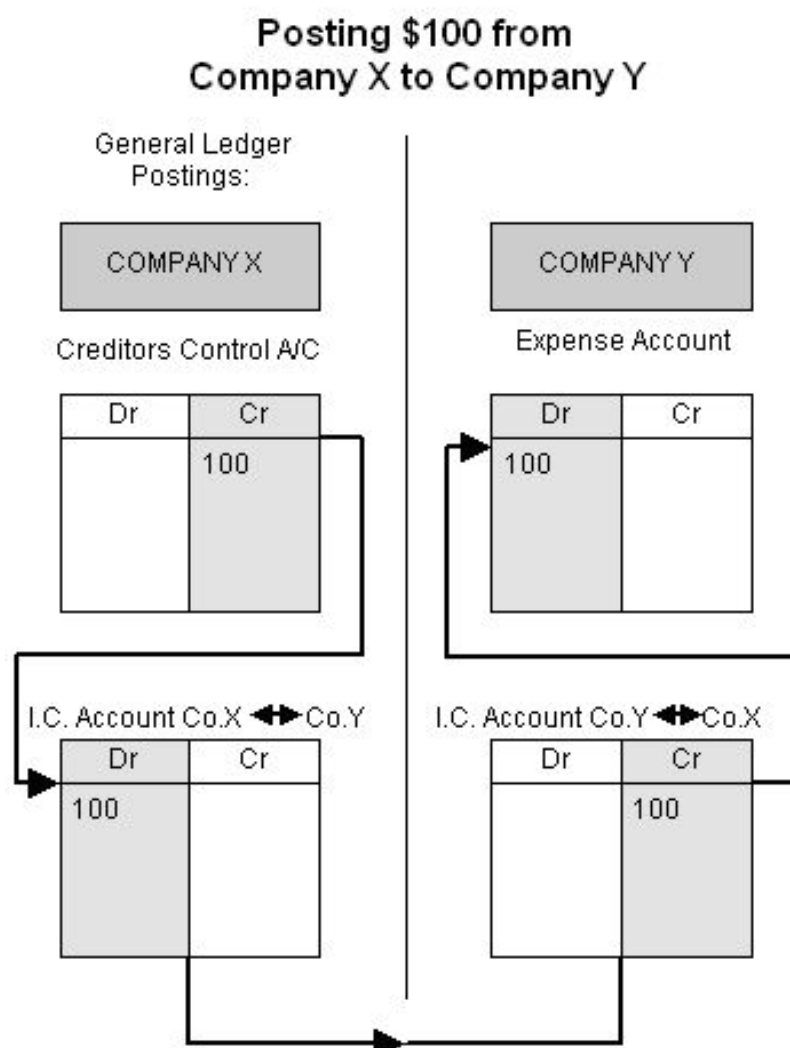 Posting $100 from
Company X to Company Y
General Ledger
Postings:
COMPANY X
Creditors Control A/C
Dr Cr
100
I.C. Account Co.X Co.Y
Dr Cr
100
COMPANY Y
Expense Account
Dr Cr
100
I.C. Account Co.Y Co.X
Dr Cr
100